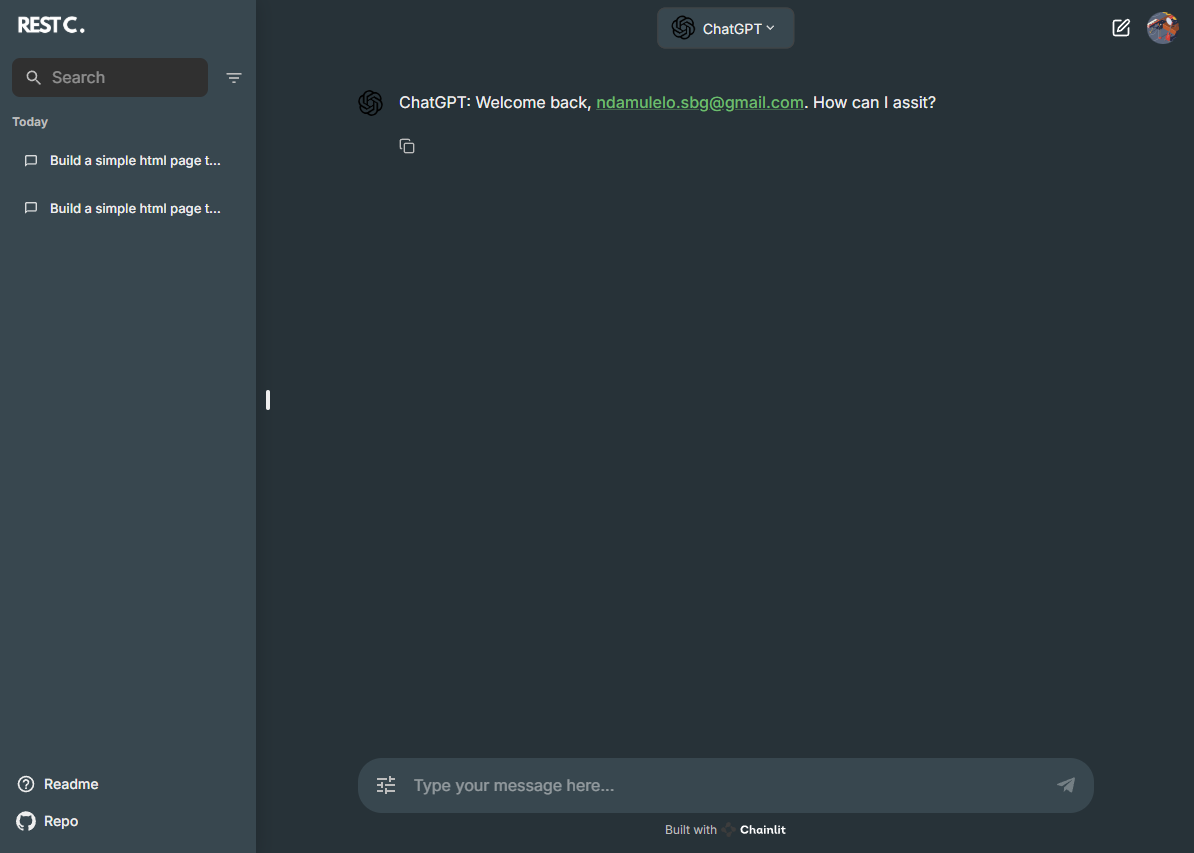 REST C.
Search
Today
Build a simple html page t...
Build a simple html page t...
Readme
Repo
ChatGPT
ChatGPT: Welcome back, ndamulelo.sbg@gmail.com. How can I assit?
Type your message here...
Built with Chainlit